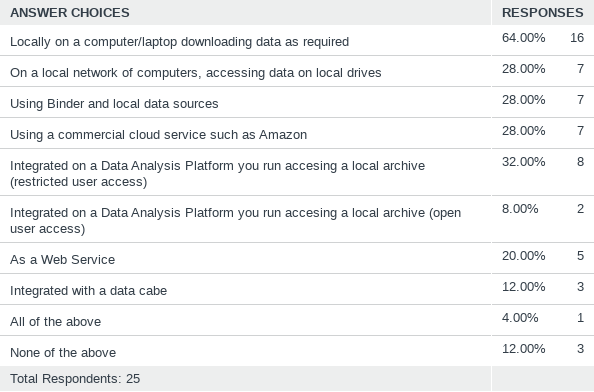 ANSWER CHOICES RESPONSES
Locally on a computer/laptop downloading data as required 64.00% 16
On a local network of computers, accessing data on local drives 28.00% 7
Using Binder and local data sources 28.00% 7
Using a commercial cloud service such as Amazon 28.00% 7
Integrated on a Data Analysis Platform you run accesing a local archive 32.00% 8
(restricted user access)
Integrated on a Data Analysis Platform you run accesing a local archive (open 8.00% 2
user access)
As a Web Service 20.00% 5
Integrated with a data cabe 12.00% 3
All of the above 4.00% 1
None of the above 12.00% 3
Total Respondents: 25